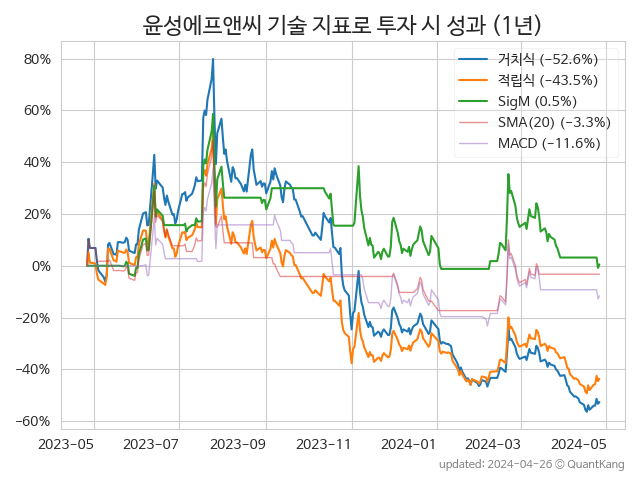 윤성에프앤씨 기술 지표로 투자 시 성과 (1년)
거치식 (−52.6%)
적립식 (−43.5%)
SigM (0.5%)
SMA(20) (−3.3%)
MACD (−11.6%)
80%
60%
40%
20%
0%
−20%
−40%
−60%
2023-05 2023-07 2023-09 2023-11 2024-01 2024-03 2024-05
updated: 2024-04-26 © QuantKang